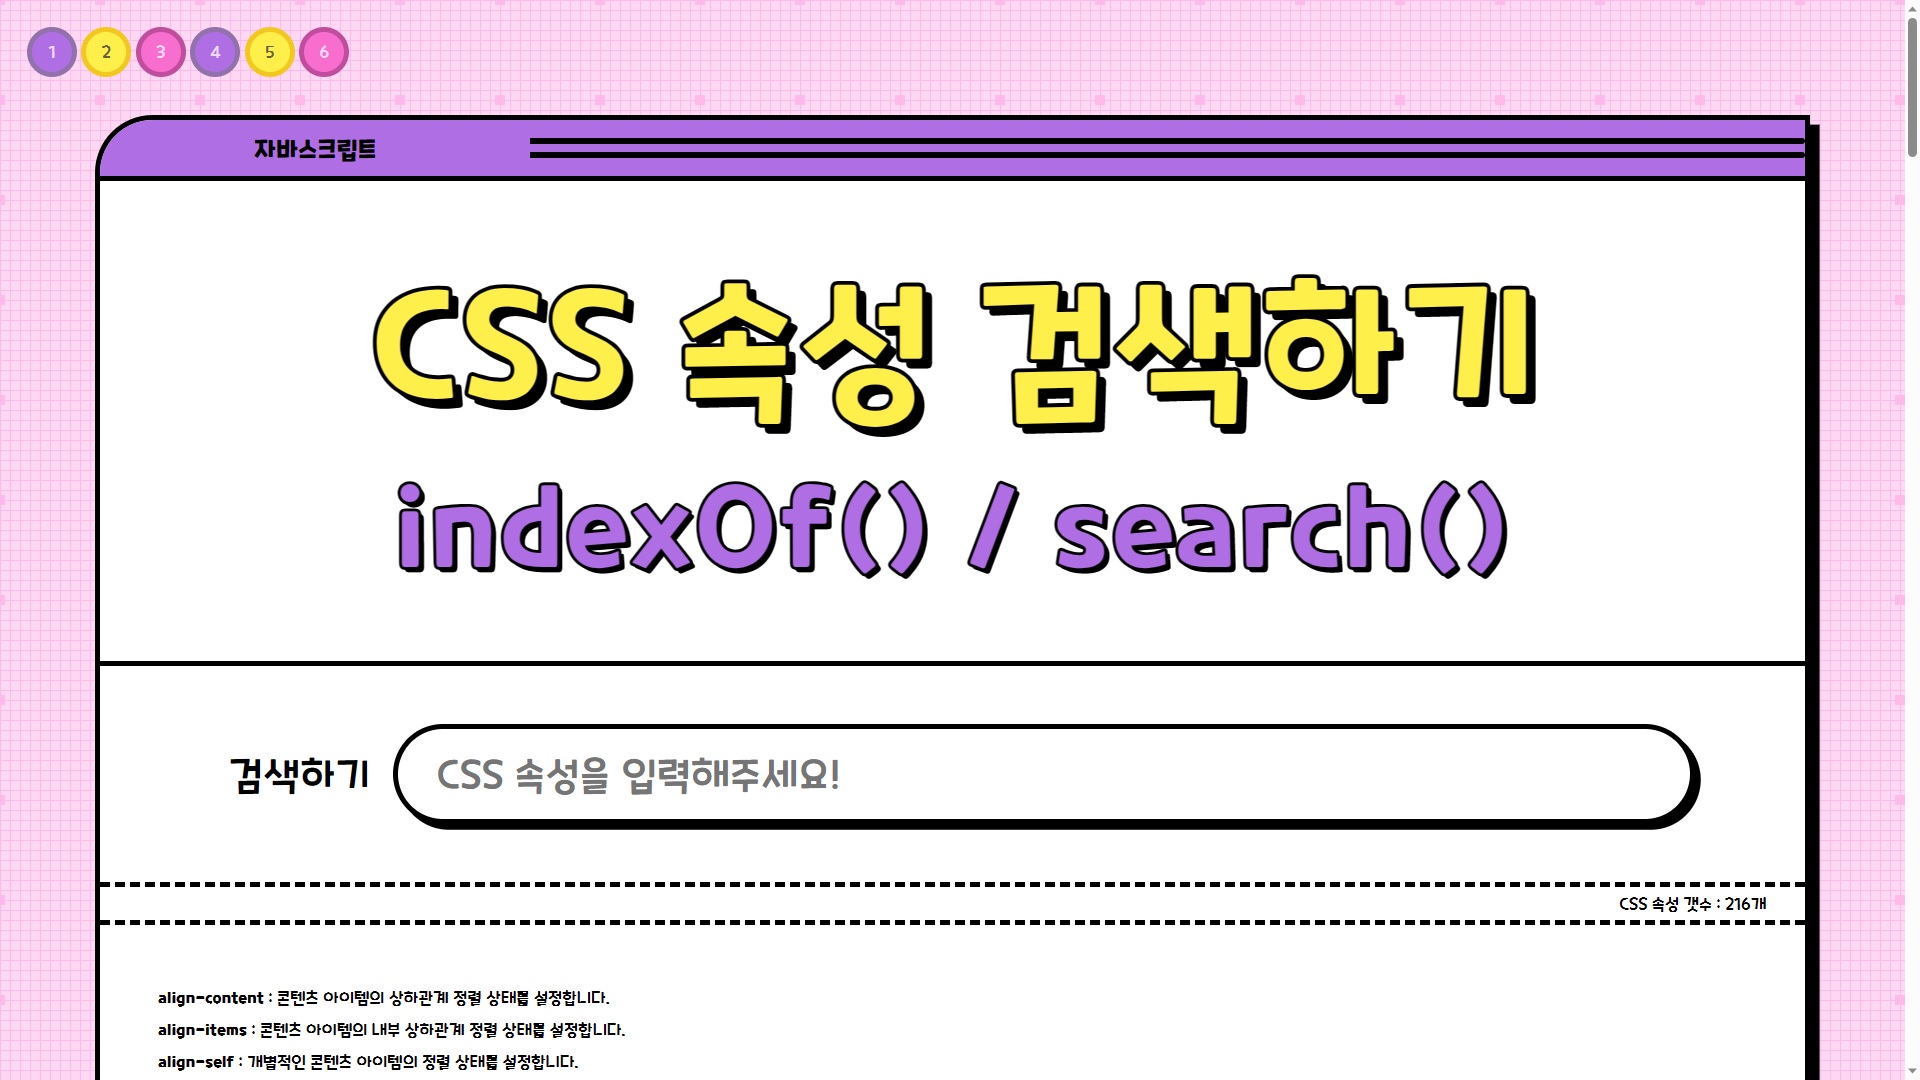 1 2 3 4 5 6
자바스크립트
CSS 속성 검색하기
indexOf() / search()
검색하기 CSS 속성을 입력해주세요!
CSS 속성 갯수 : 216개
align-content : 콘텐츠 아이템의 상하관계 정렬 상태를 설정합니다.
align-items : 콘텐츠 아이템의 내부 상하관계 정렬 상태를 설정합니다.
align-self : 개별적인 콘텐츠 아이템의 정렬 상태를 설정합니다.